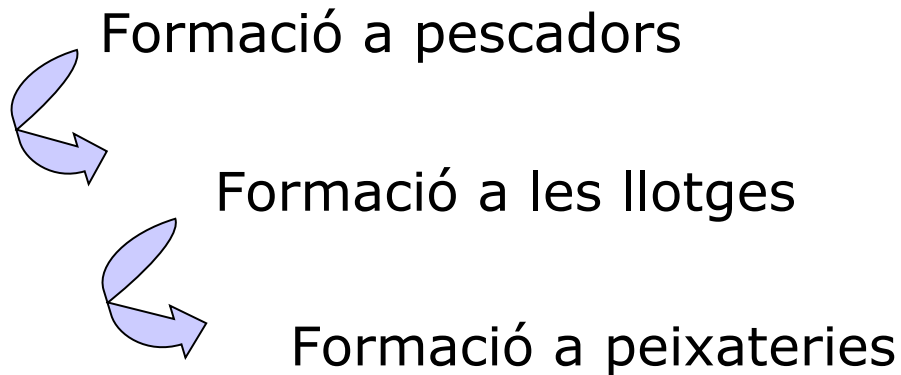 Formació a pescadors
Formació a les llotges
Formació a peixateries